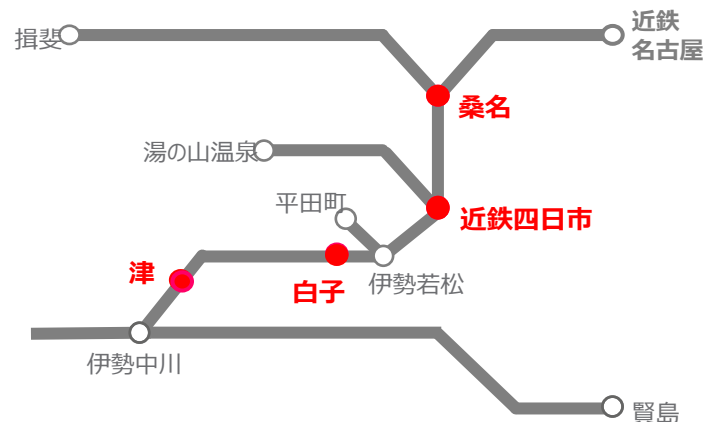 揖斐
近鉄
名古屋
桑名
湯の山温泉
平田町
近鉄四日市
津
白子
伊勢若松
伊勢中川
賢島